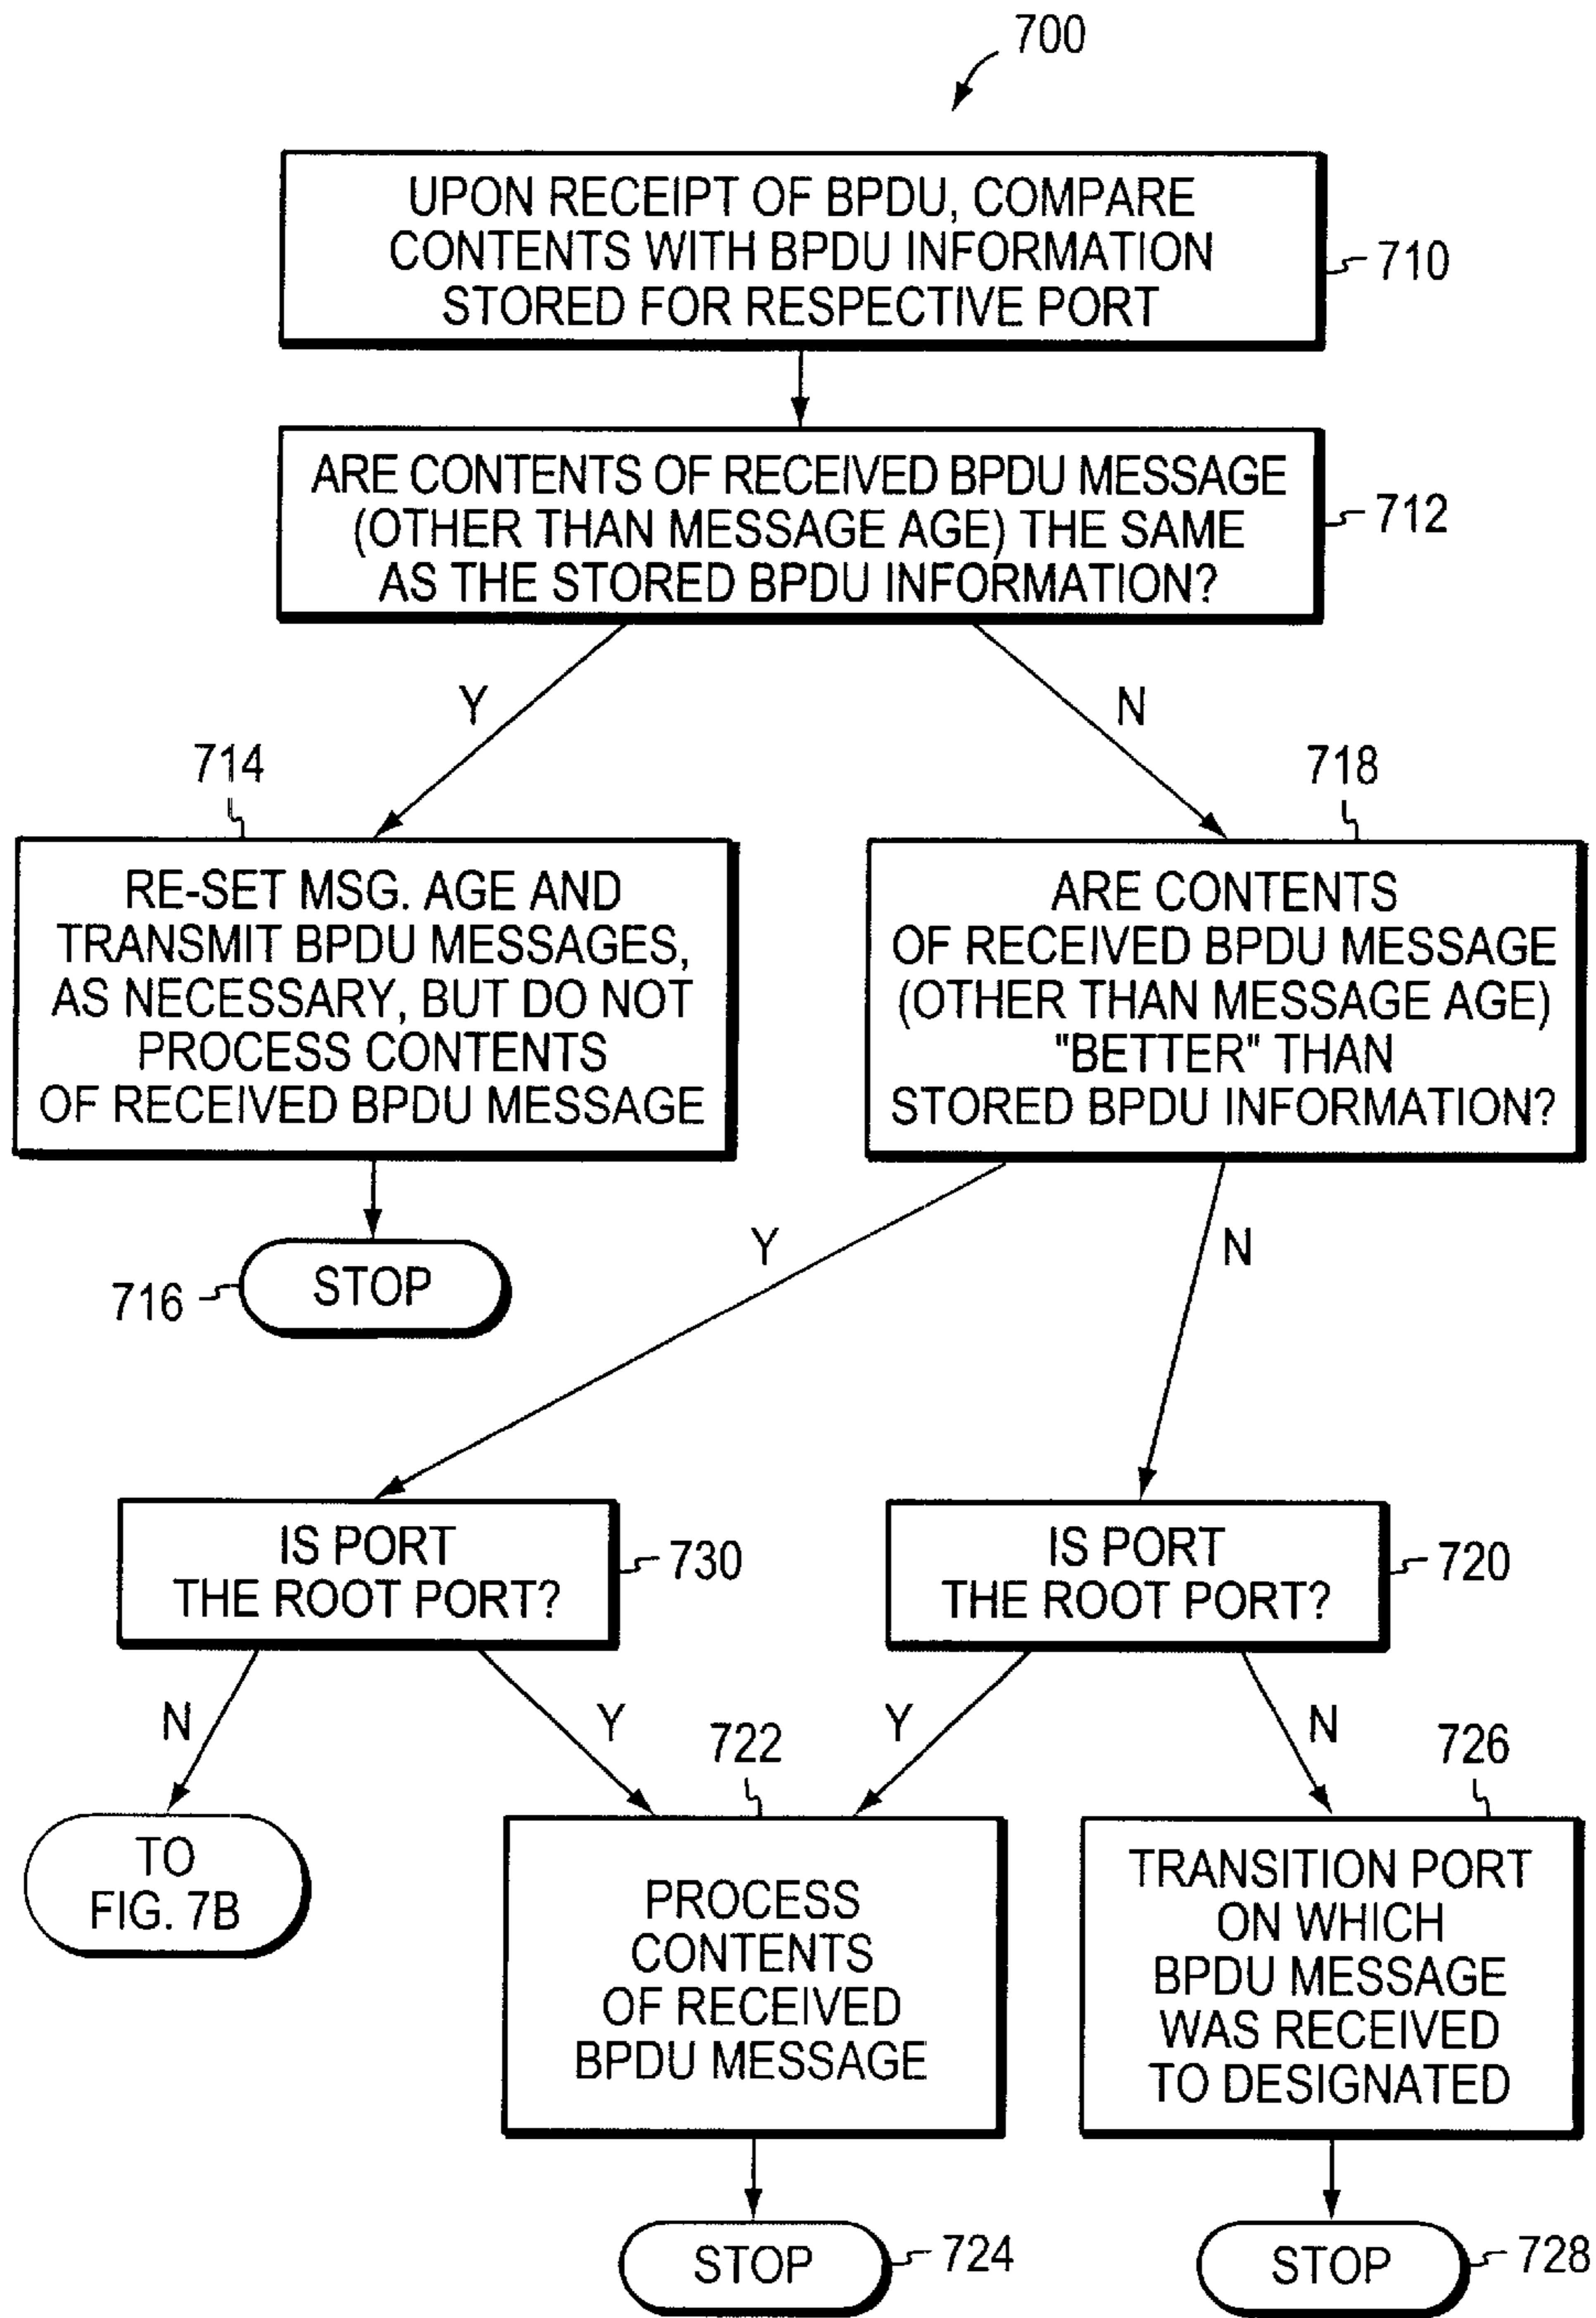 700
UPON RECEIPT OF BPDU, COMPARE
CONTENTS WITH BPDU INFORMATION
STORED FOR RESPECTIVE PORT
710
ARE CONTENTS OF RECEIVED BPDU MESSAGE
(OTHER THAN MESSAGE AGE) THE SAME
AS THE STORED BPDU INFORMATION?
712
Y
N
714
RE-SET MSG. AGE AND
TRANSMIT BPDU MESSAGES,
AS NECESSARY, BUT DO NOT
PROCESS CONTENTS
OF RECEIVED BPDU MESSAGE
718
ARE CONTENTS
OF RECEIVED BPDU MESSAGE
(OTHER THAN MESSAGE AGE)
"BETTER" THAN
STORED BPDU INFORMATION?
716
STOP
Y
N
IS PORT
THE ROOT PORT?
730
IS PORT
THE ROOT PORT?
720
N
Y
Y
N
TO
FIG. 7B
722
PROCESS
CONTENTS
OF RECEIVED
BPDU MESSAGE
726
TRANSITION PORT
ON WHICH
BPDU MESSAGE
WAS RECEIVED
TO DESIGNATED
STOP
724
STOP
728